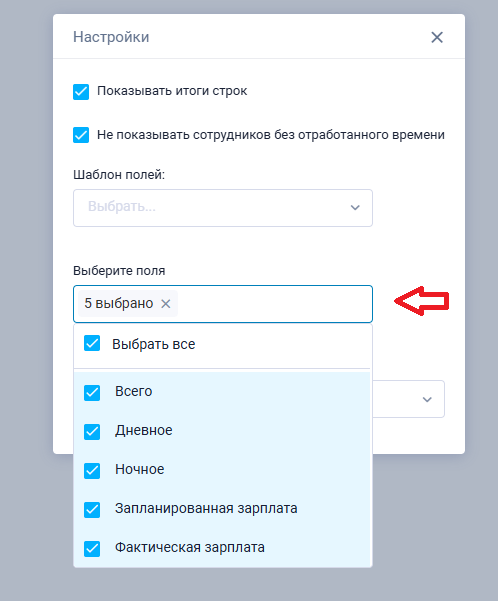 Настройки
Показывать итоги строк
Не показывать сотрудников без отработанного времени
Шаблон полей:
Выбрать...
Выберите поля
5 выбрано
Выбрать все
Всего
Дневное
Ночное
Запланированная зарплата
Фактическая зарплата